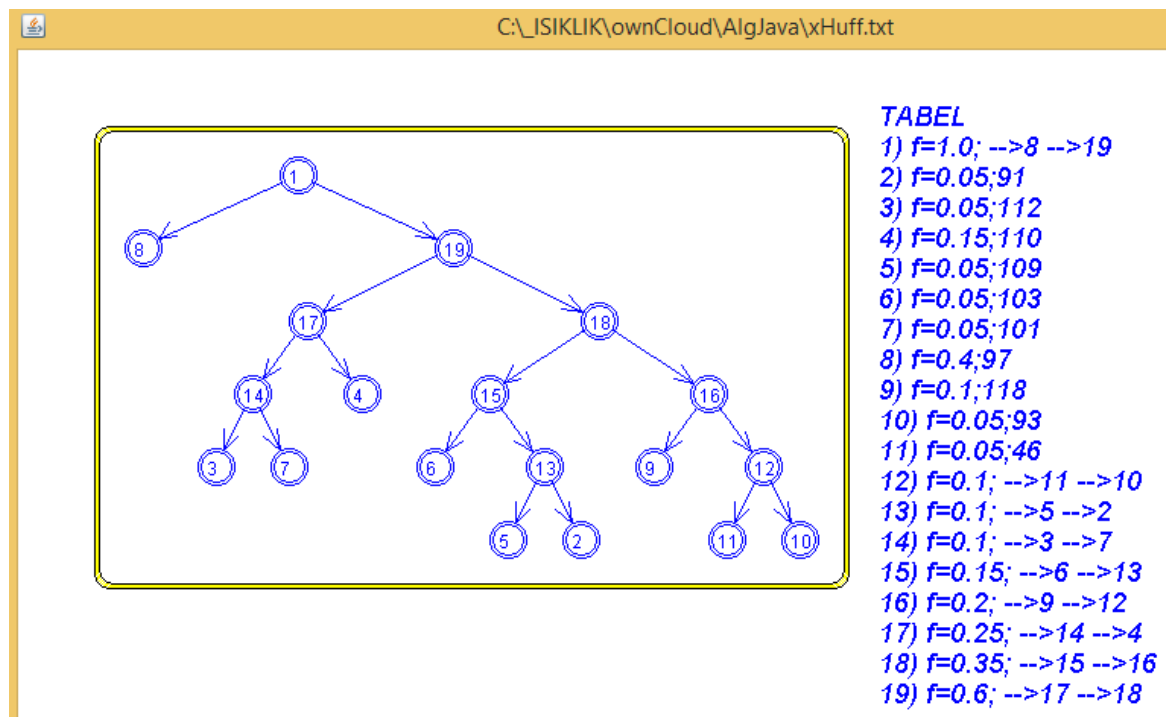 C:\_ISIKLIK\ownCloud\AlgJava\xHuff.txt
TABEL
1) f=1.0; -->8 -->19
2) f=0.05;91
3) f=0.05;112
4) f=0.15;110
5) f=0.05;109
6) f=0.05;103
7) f=0.05;101
8) f=0.4;97
9) f=0.1;118
10) f=0.05;93
11) f=0.05;46
12) f=0.1; -->11 -->10
13) f=0.1; -->5 -->2
14) f=0.1; -->3 -->7
15) f=0.15; -->6 -->13
16) f=0.2; -->9 -->12
17) f=0.25; -->14 -->4
18) f=0.35; -->15 -->16
19) f=0.6; -->17 -->18
1
8 19
17 18
14 4 15 16
3 7 6 13 9 12
5 2 11 10